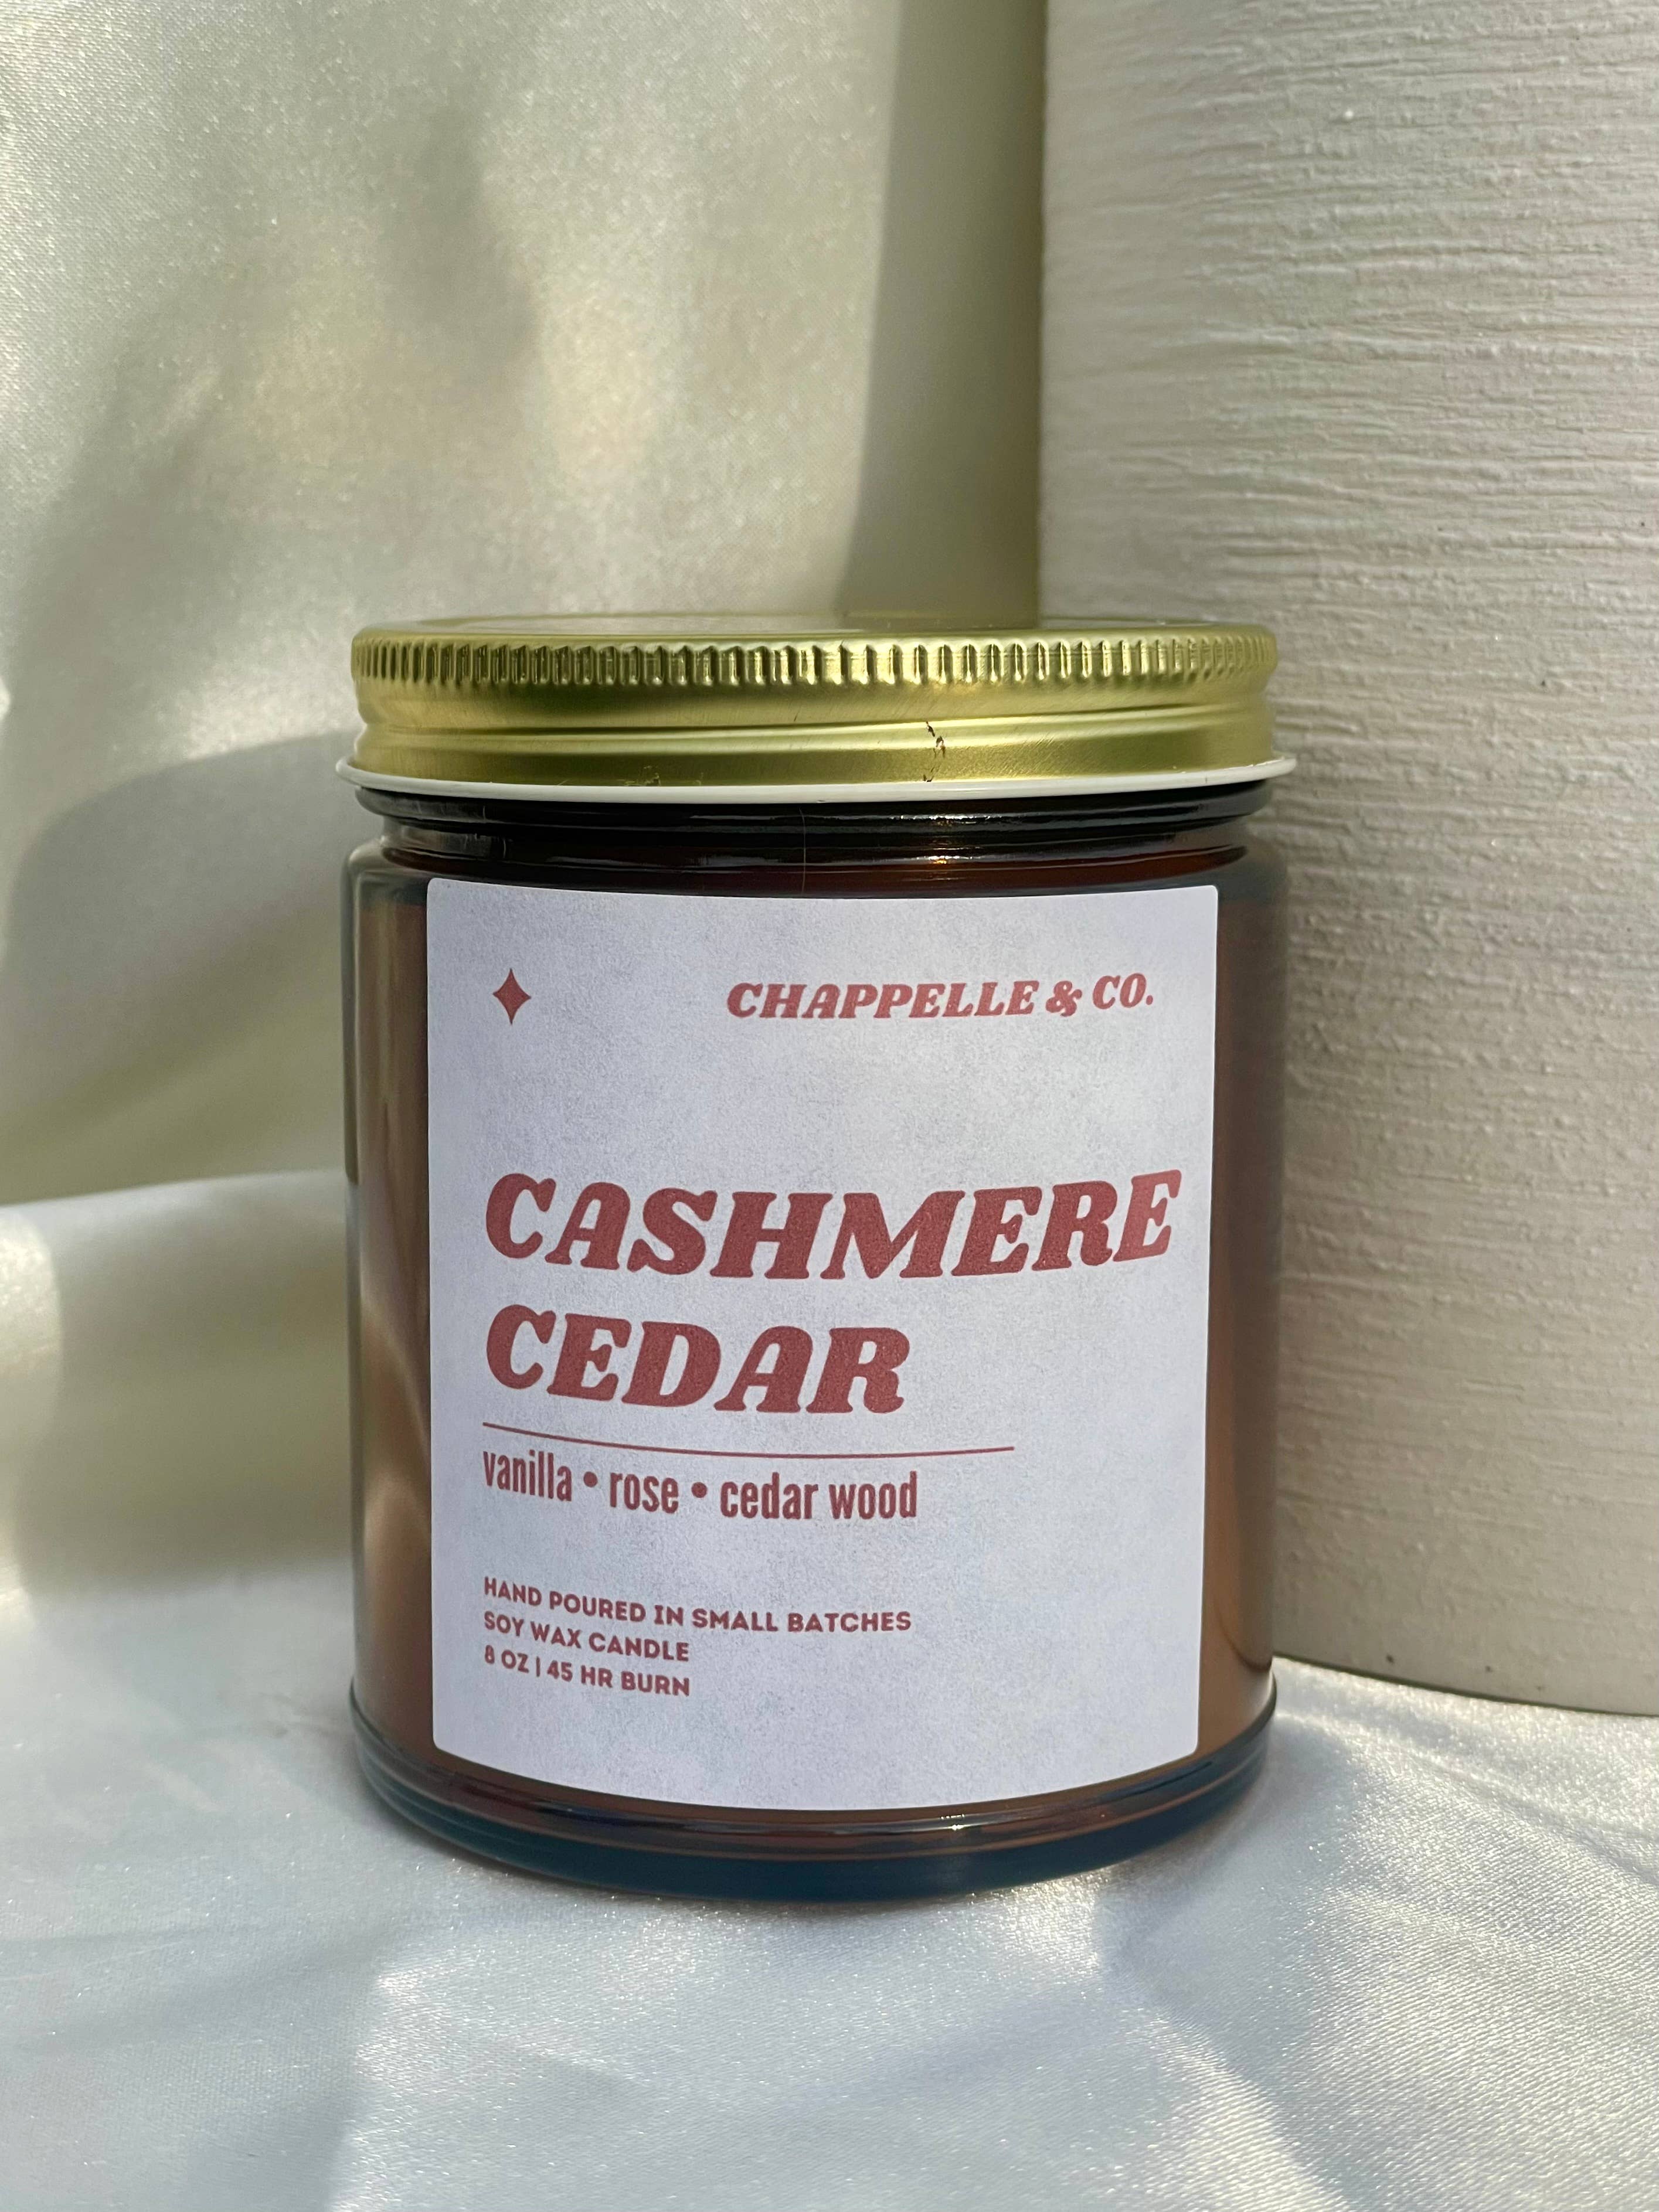 CHAPPELLE & CO.
CASHMERE
CEDAR
vanilla • rose • cedar wood
HAND POURED IN SMALL BATCHES
SOY WAX CANDLE
8 OZ | 45 HR BURN